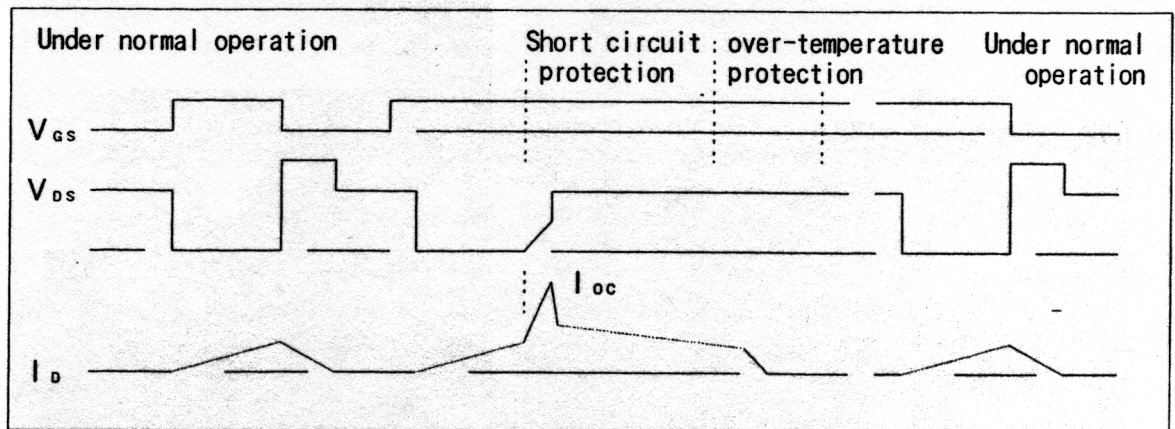 Under normal operation
Short circuit protection
over-temperature protection
Under normal operation
VGS
VDS
IOC
ID